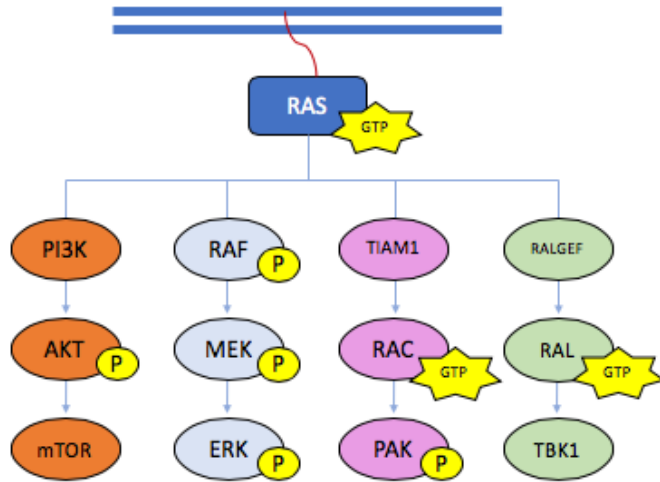 RAS
GTP
PI3K
RAF
P
TIAM1
RALGEF
AKT
P
MEK
P
RAC
GTP
RAL
GTP
mTOR
ERK
P
PAK
P
TBK1